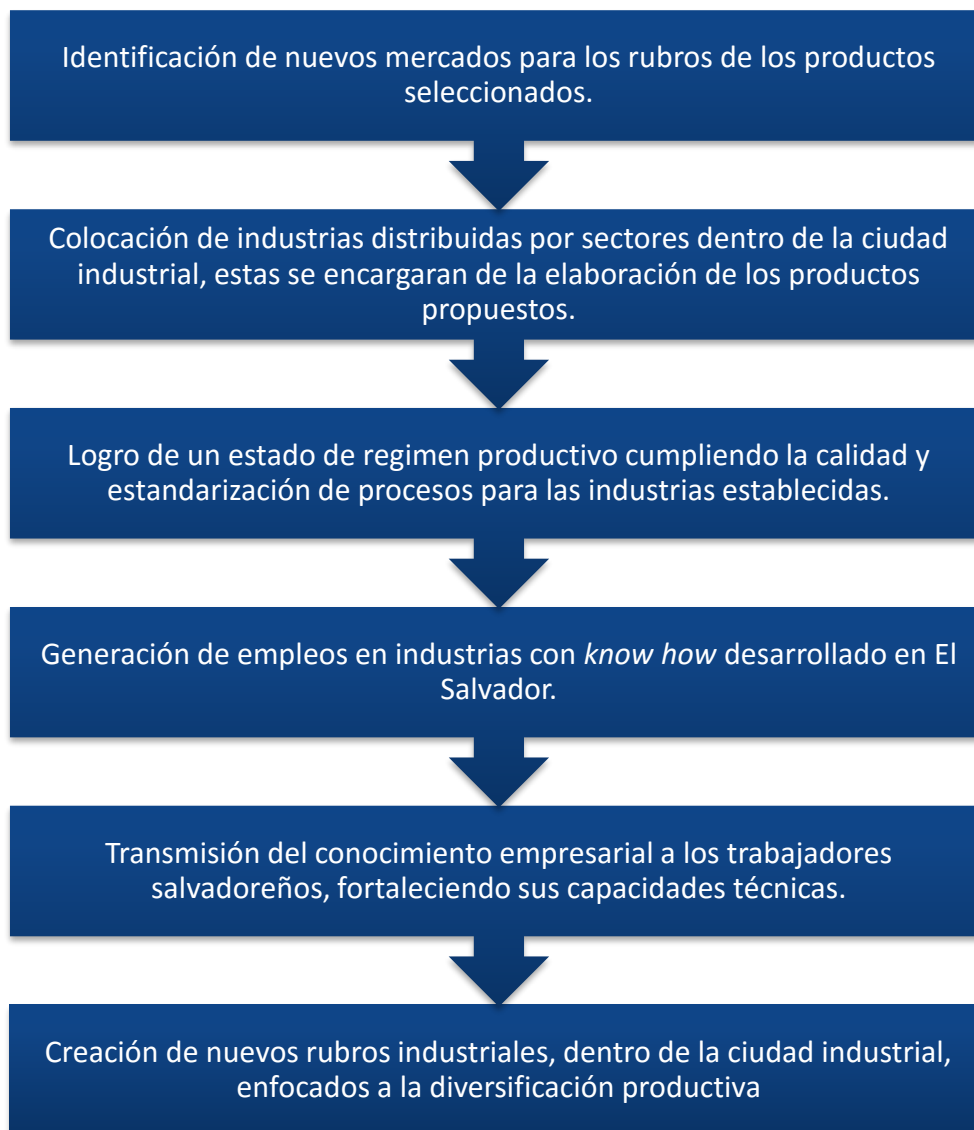 Identificación de nuevos mercados para los rubros de los productos
seleccionados.
Colocación de industrias distribuidas por sectores dentro de la ciudad
industrial, estas se encargaran de la elaboración de los productos
propuestos.
Logro de un estado de regimen productivo cumpliendo la calidad y
estandarización de procesos para las industrias establecidas.
Generación de empleos en industrias con know how desarrollado en El
Salvador.
Transmisión del conocimiento empresarial a los trabajadores
salvadoreños, fortaleciendo sus capacidades técnicas.
Creación de nuevos rubros industriales, dentro de la ciudad industrial,
enfocados a la diversificación productiva